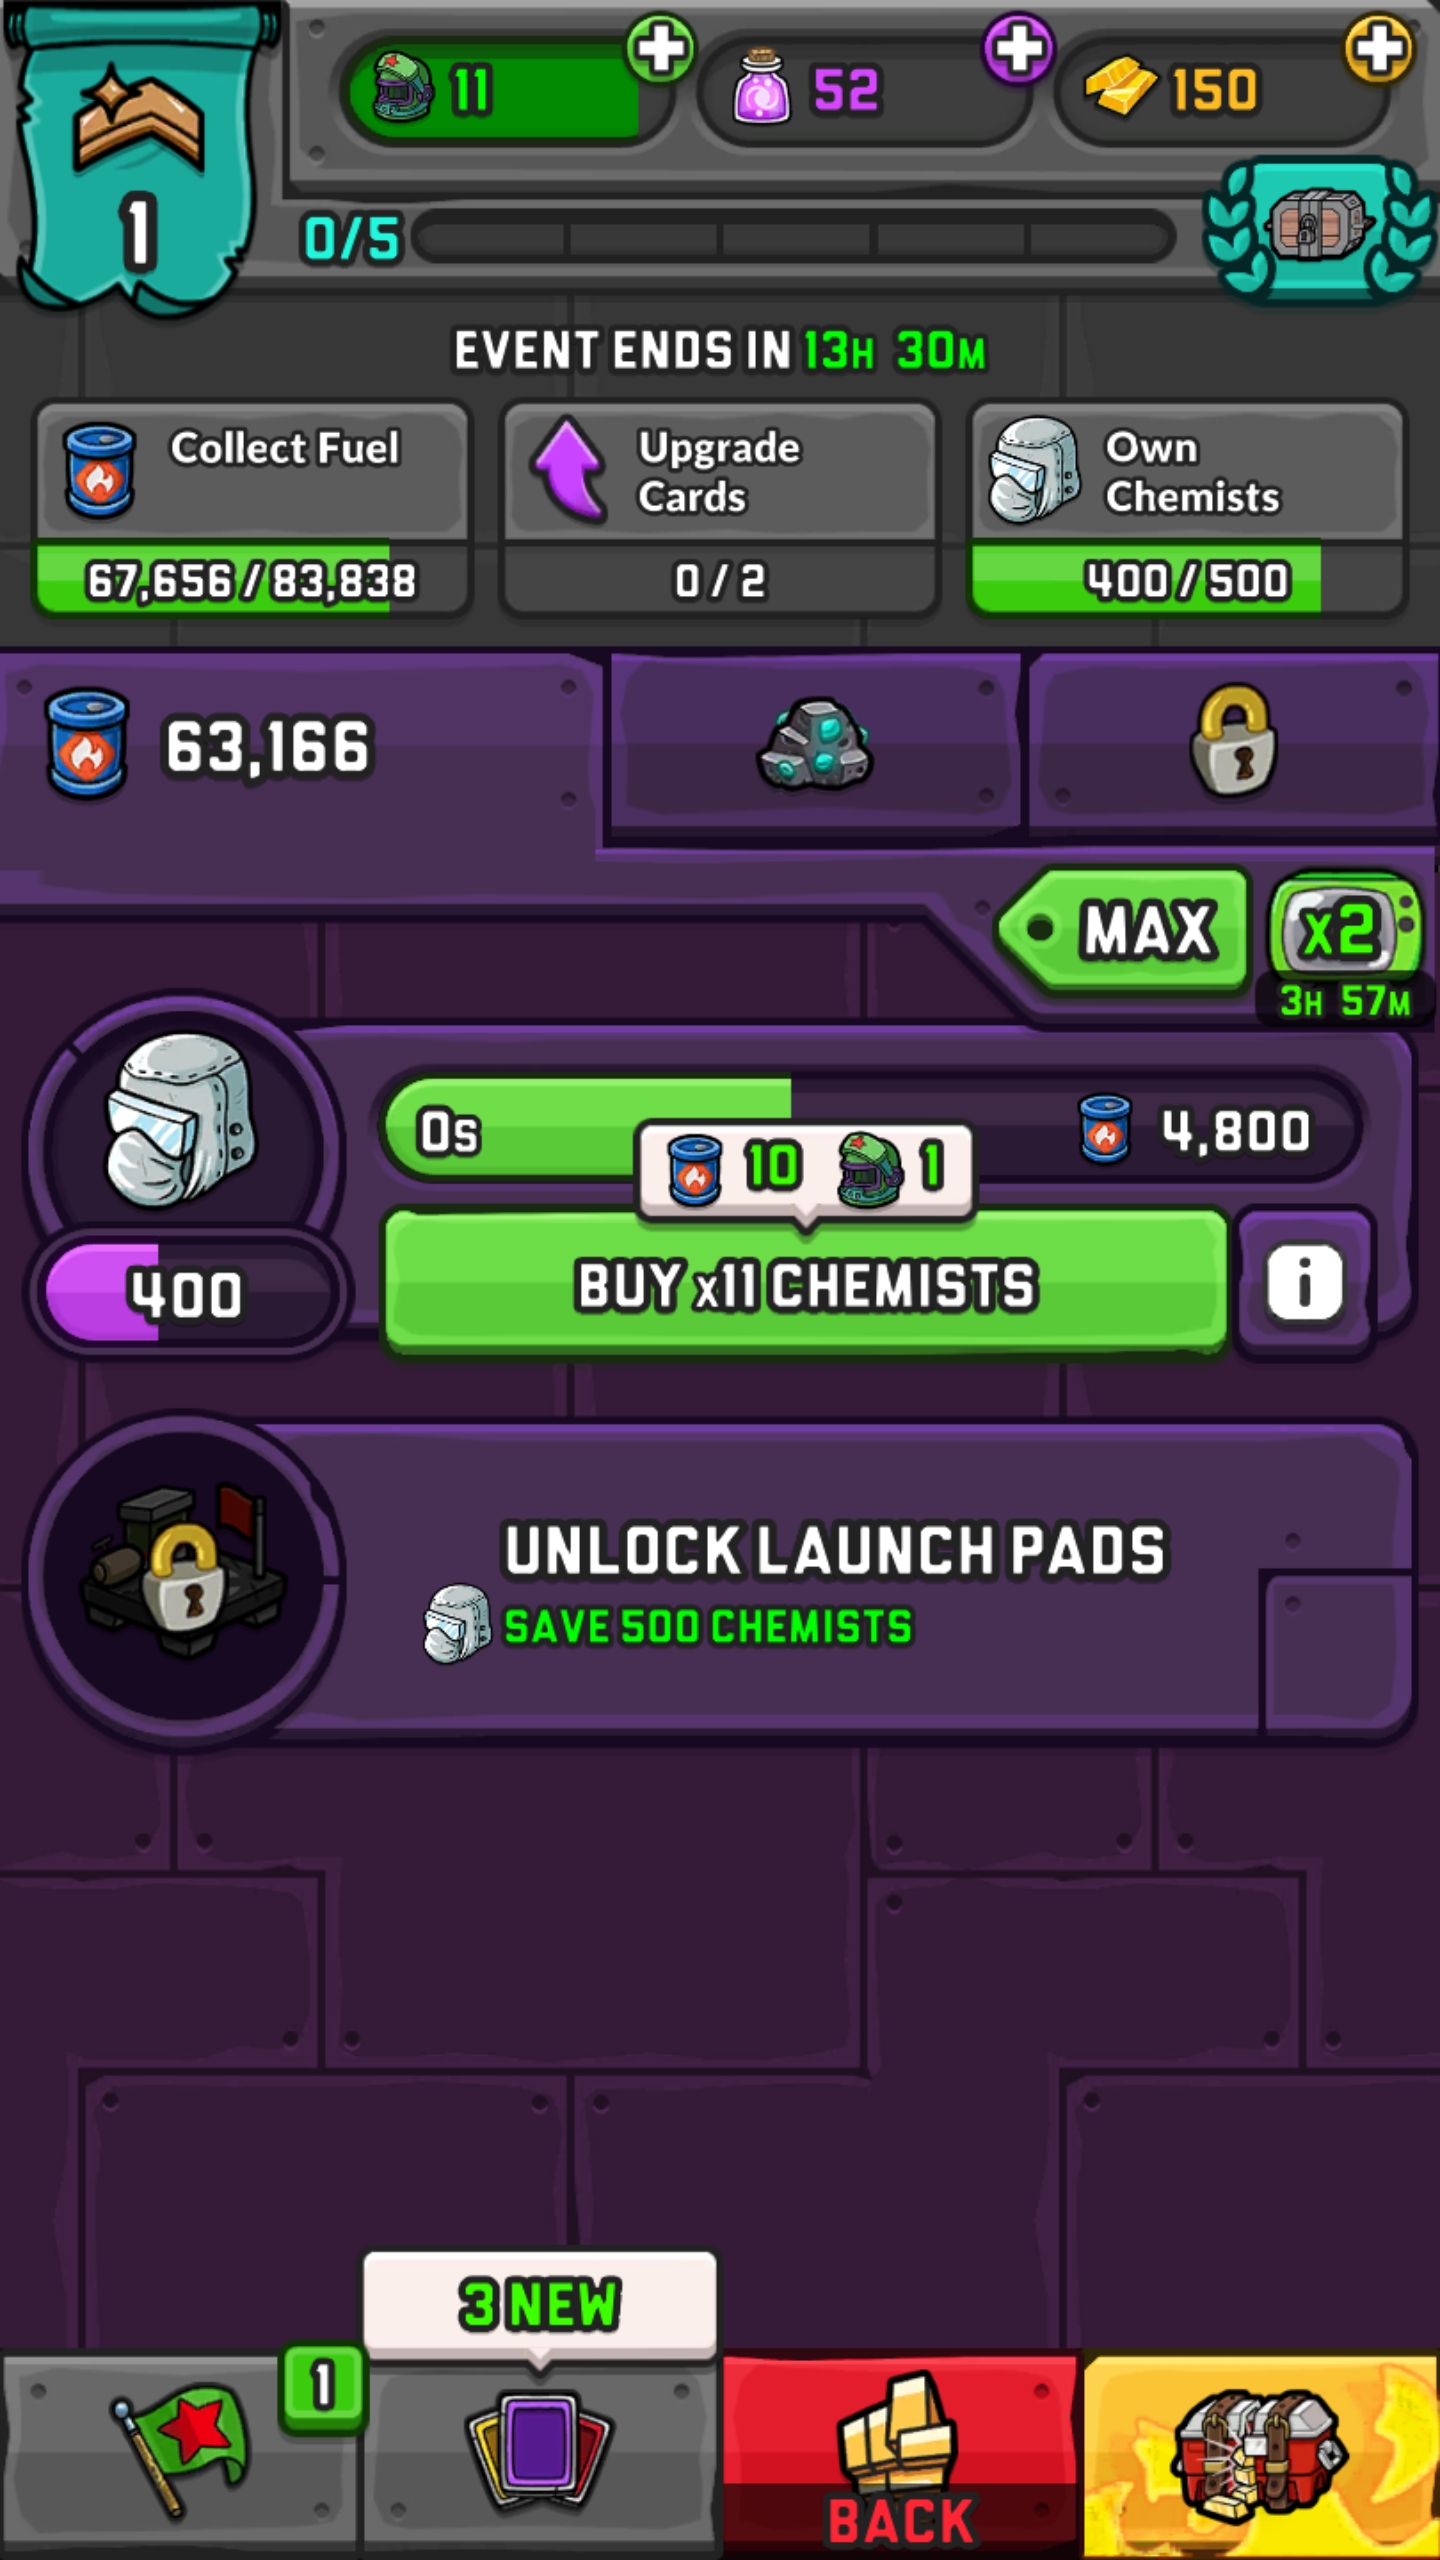 11
52
150
1
0/5
EVENT ENDS IN 13H 30M
Collect Fuel
67,656 / 83,838
Upgrade
Cards
0 / 2
Own
Chemists
400 / 500
63,166
MAX
x2
3H 57M
0s
4,800
10
1
400
BUY x11 CHEMISTS
i
UNLOCK LAUNCH PADS
SAVE 500 CHEMISTS
3 NEW
1
BACK